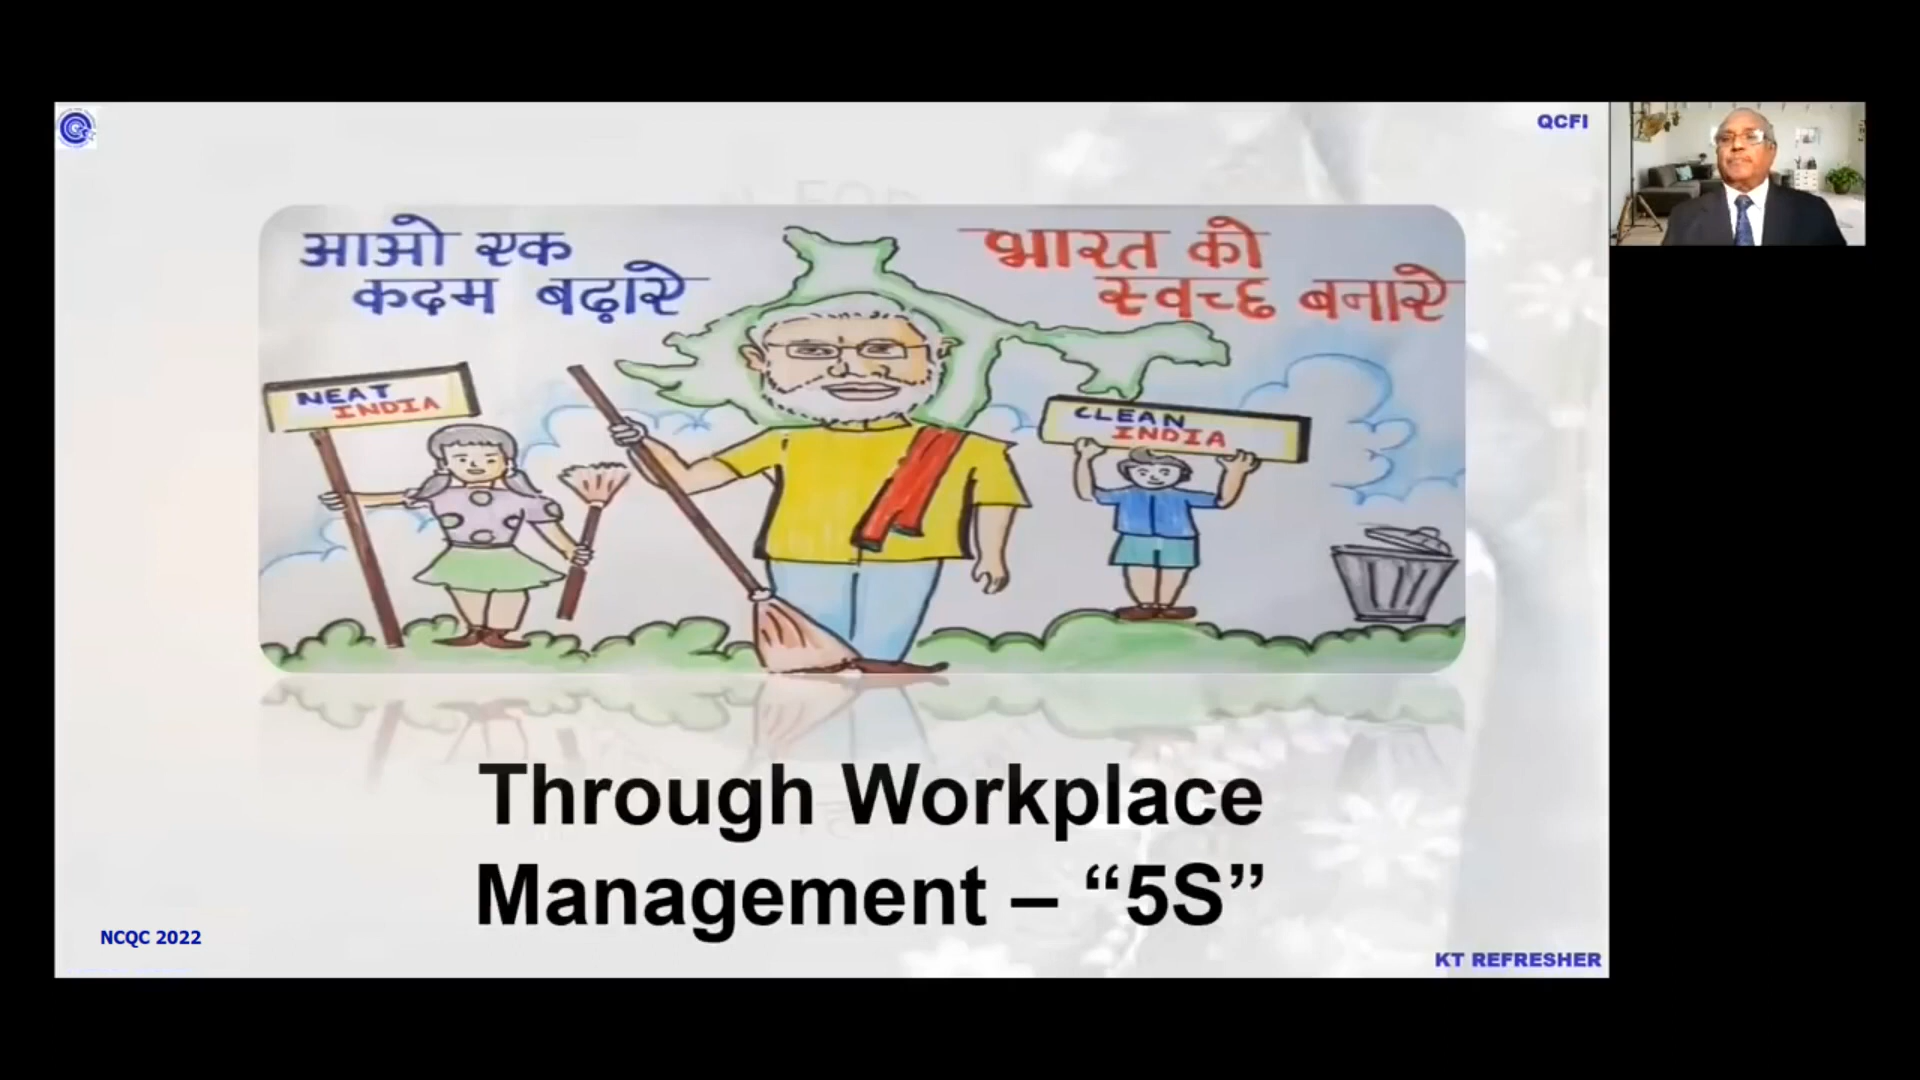 QCFI
आओ एक
कदम बढ़ाऐ
भारत को
स्वच्छ बनाऐ
NEAT
INDIA
CLEAN
INDIA
Through Workplace
Management – “5S”
NCQC 2022
KT REFRESHER